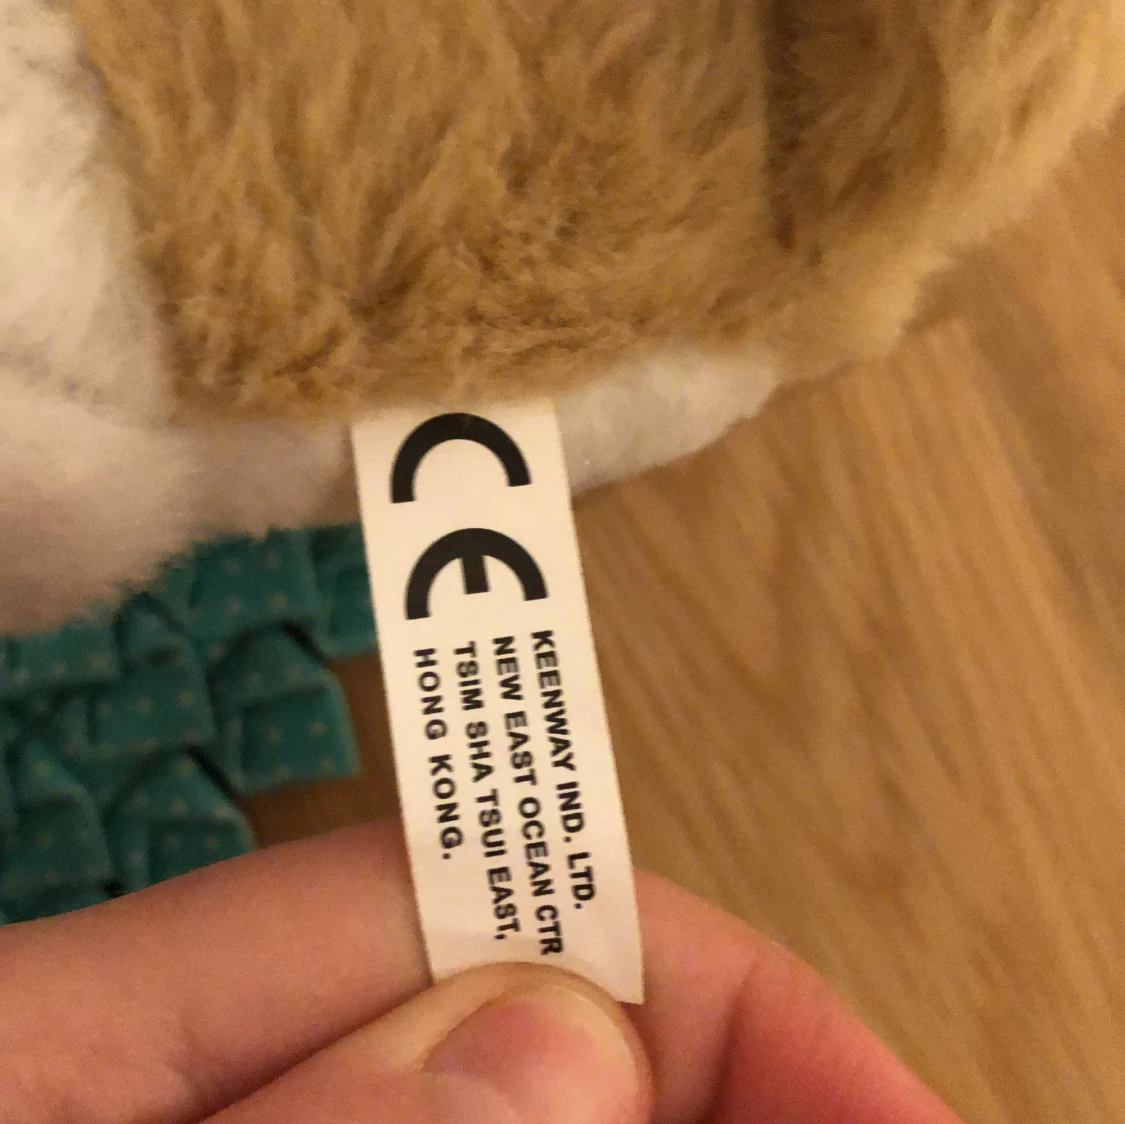 CE
KEENWAY IND. LTD.
NEW EAST OCEAN CTR
TSIM SHA TSUI EAST,
HONG KONG.